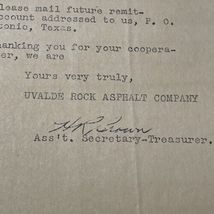 lease mail future remit-
ccount addressed to us, P. O.
tonio, Texas.
hanking you for your coopera-
er, we are
Yours very truly,
UVALDE ROCK ASPHALT COMPANY
Ass't. Secretary-Treasurer.